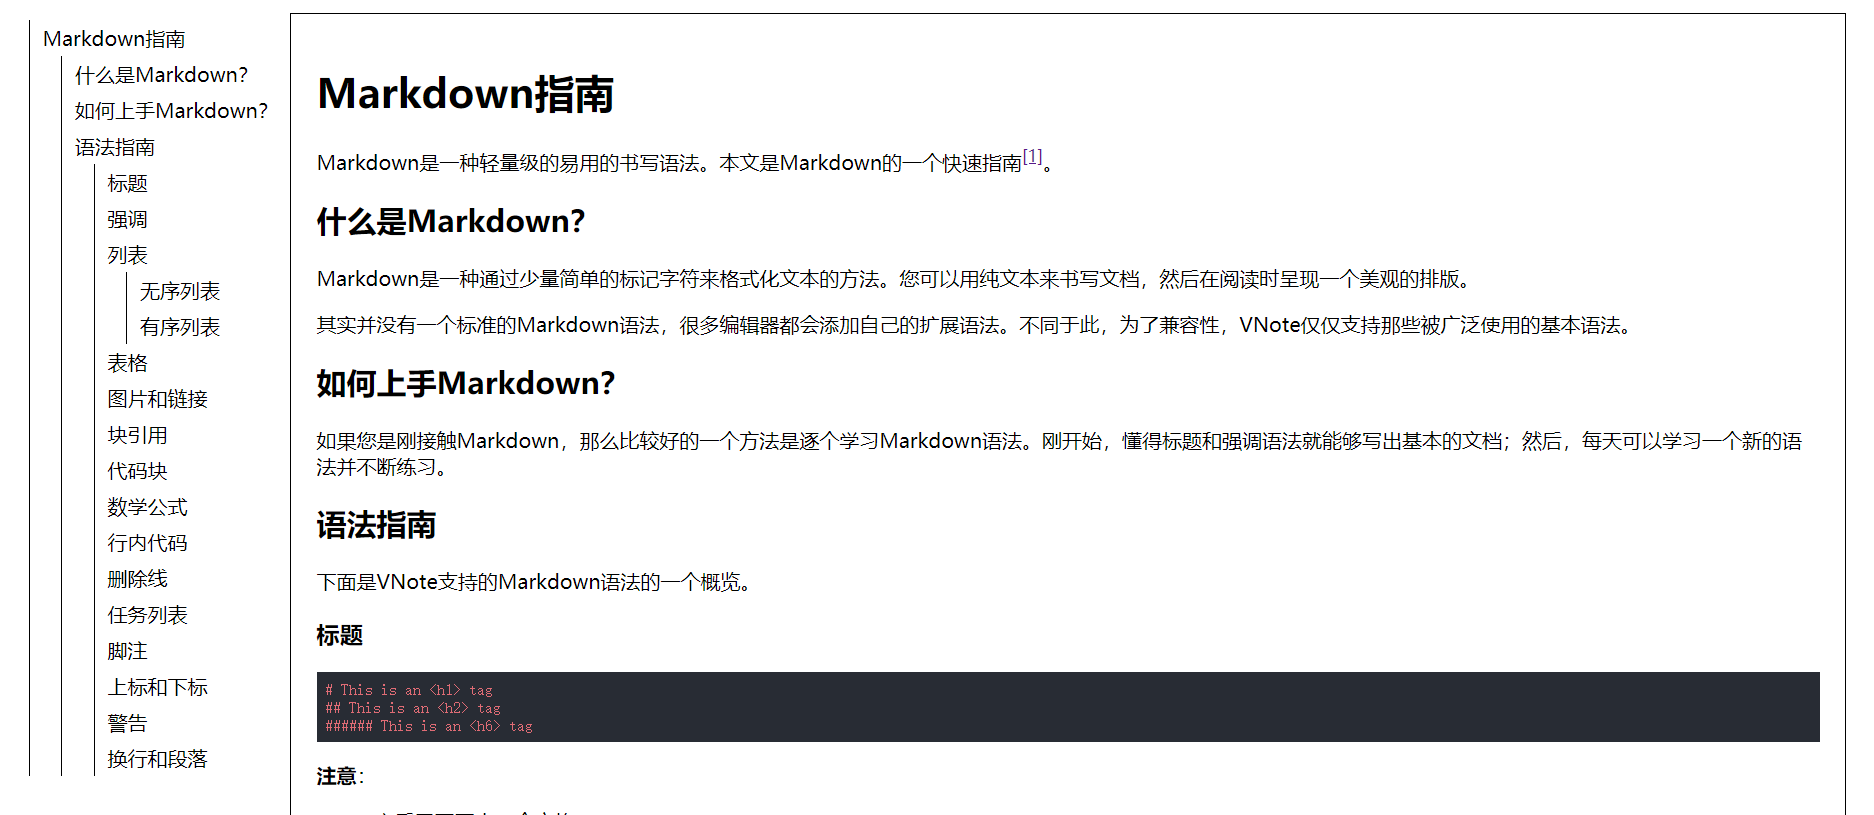 Markdown指南
什么是Markdown?
如何上手Markdown?
语法指南
标题
强调
列表
无序列表
有序列表
表格
图片和链接
块引用
代码块
数学公式
行内代码
删除线
任务列表
脚注
上标和下标
警告
换行和段落
Markdown指南
Markdown是一种轻量级的易用的书写语法。本文是Markdown的一个快速指南[1]。
什么是Markdown?
Markdown是一种通过少量简单的标记字符来格式化文本的方法。您可以用纯文本来书写文档，然后在阅读时呈现一个美观的排版。
其实并没有一个标准的Markdown语法，很多编辑器都会添加自己的扩展语法。不同于此，为了兼容性，VNote仅仅支持那些被广泛使用的基本语法。
如何上手Markdown?
如果您是刚接触Markdown，那么比较好的一个方法是逐个学习Markdown语法。刚开始，懂得标题和强调语法就能够写出基本的文档；然后，每天可以学习一个新的语
法并不断练习。
语法指南
下面是VNote支持的Markdown语法的一个概览。
标题
# This is an <h1> tag
## This is an <h2> tag
###### This is an <h6> tag
注意：